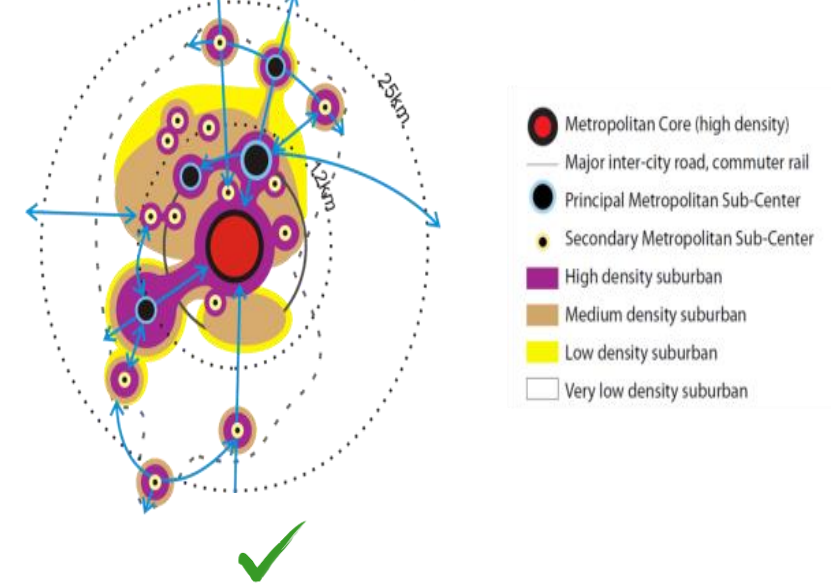 25km
12km
Metropolitan Core (high density)
Major inter-city road, commuter rail
Principal Metropolitan Sub-Center
Secondary Metropolitan Sub-Center
High density suburban
Medium density suburban
Low density suburban
Very low density suburban